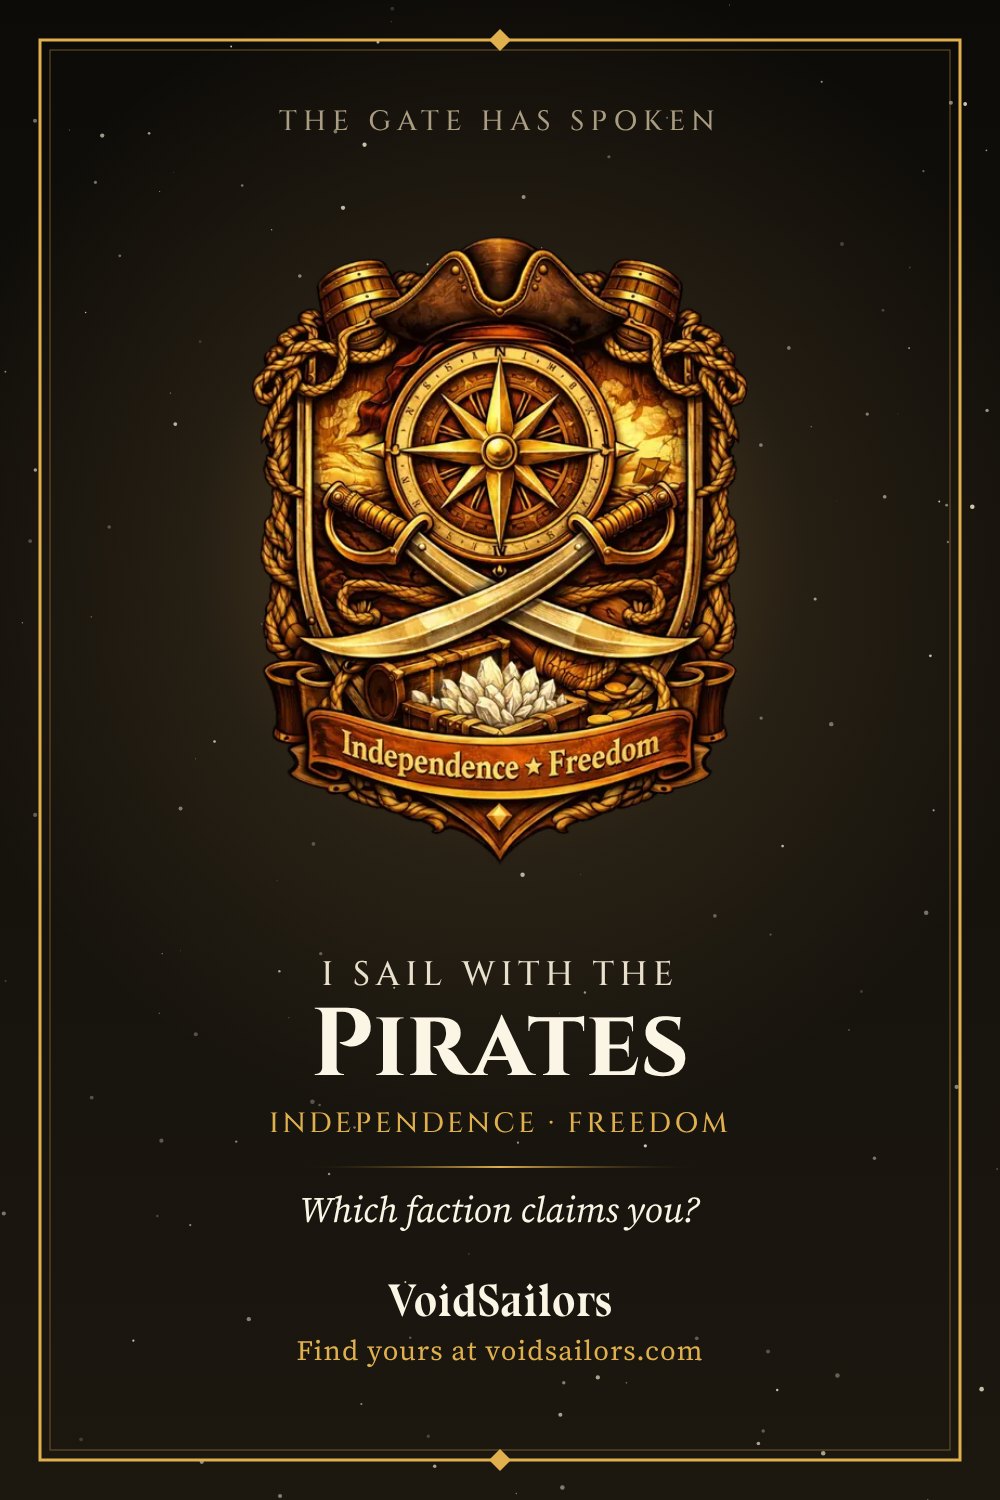 THE GATE HAS SPOKEN
N
Independence ★ Freedom
I SAIL WITH THE
PIRATES
INDEPENDENCE · FREEDOM
Which faction claims you?
VoidSailors
Find yours at voidsailors.com